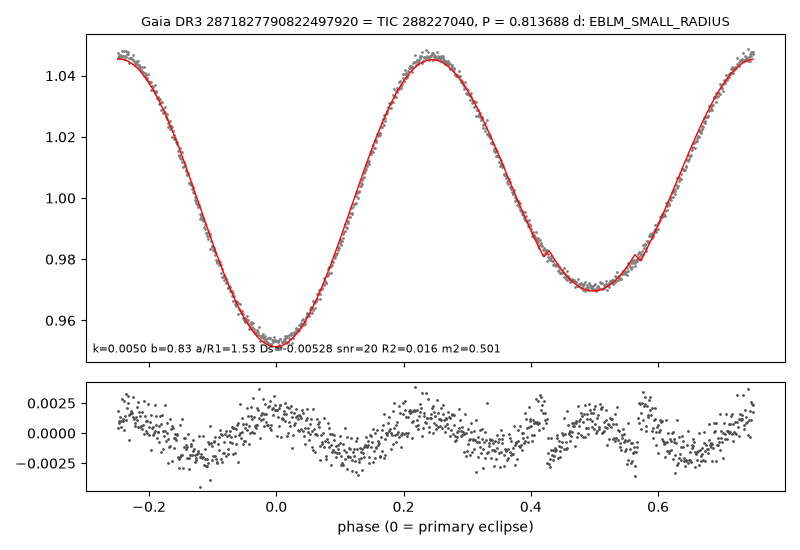 Gaia DR3 2871827790822497920 = TIC 288227040, P = 0.813688 d: EBLM_SMALL_RADIUS
1.04
1.02
1.00
0.98
0.96
k=0.0050 b=0.83 a/R1=1.53 Ds=-0.00528 snr=20 R2=0.016 m2=0.501
0.0025
0.0000
−0.0025
−0.2 0.0 0.2 0.4 0.6
phase (0 = primary eclipse)